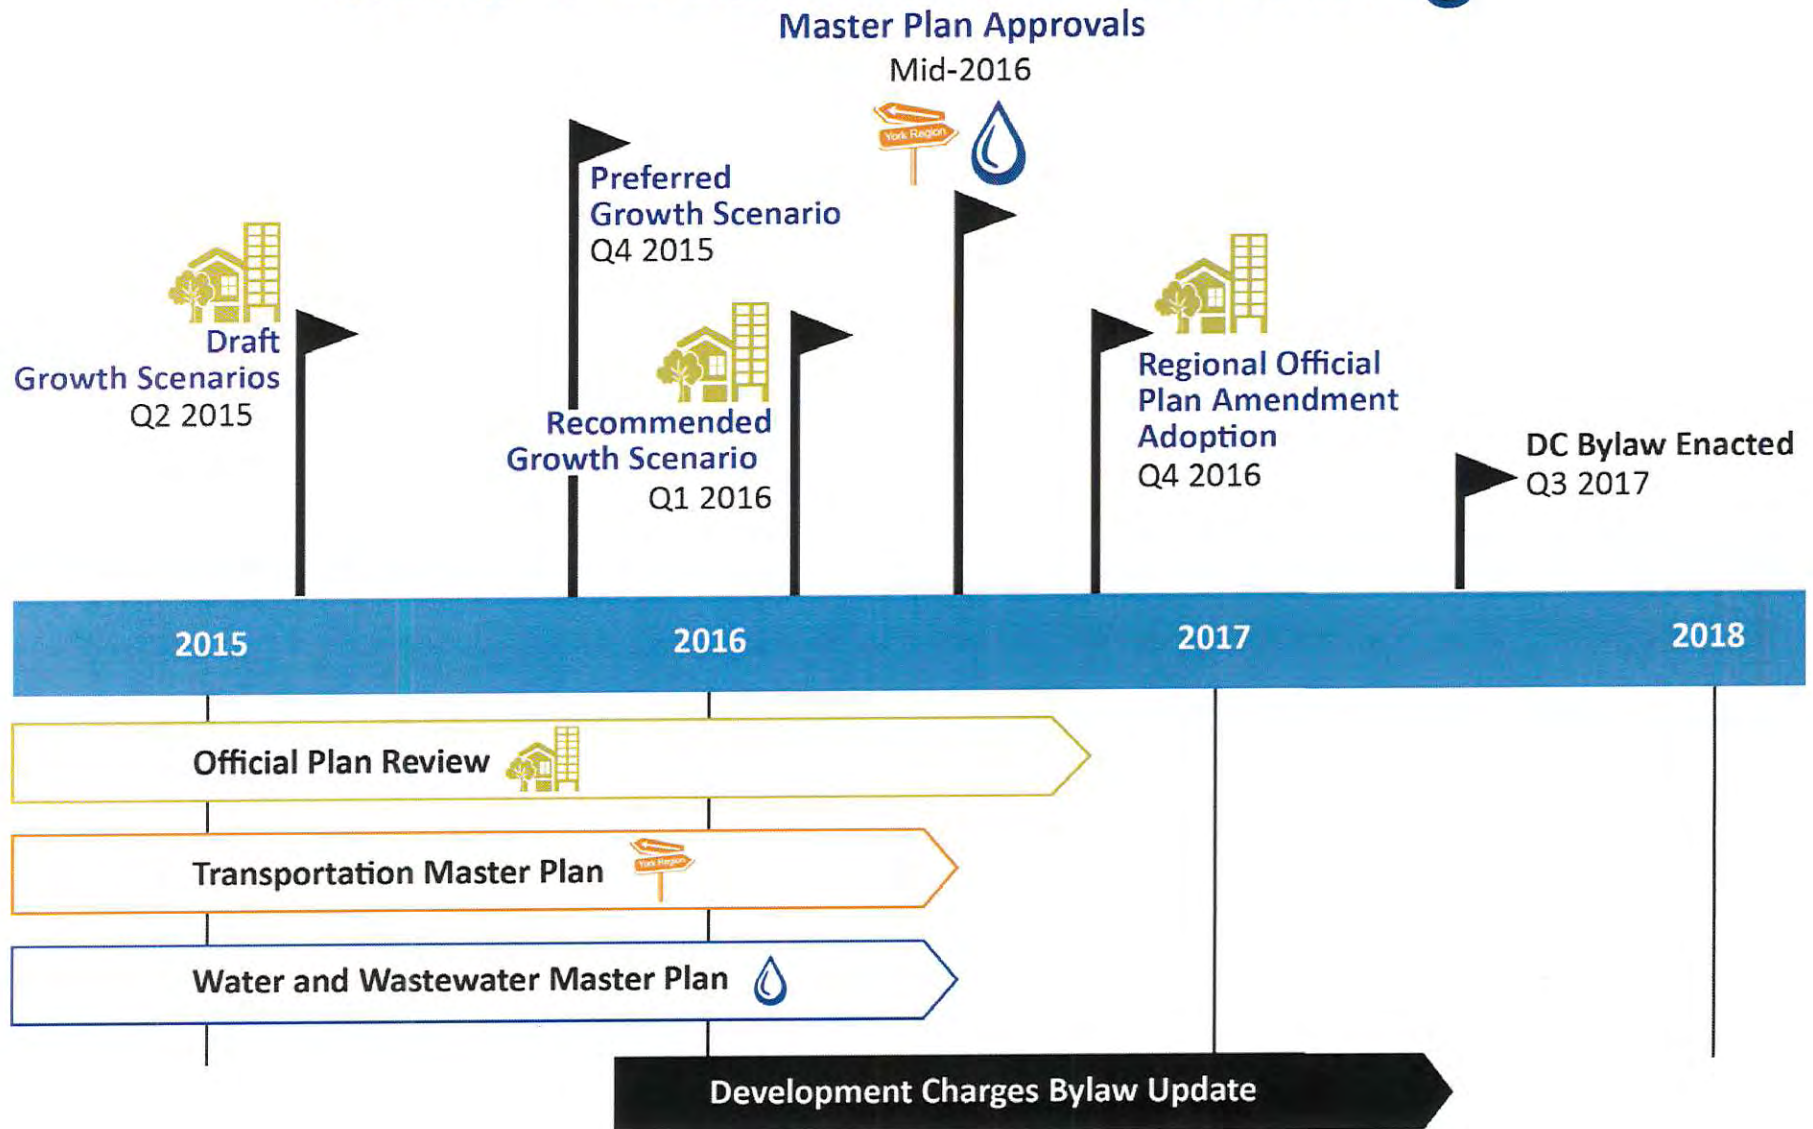 Master Plan Approvals
Mid-2016
York Region
Preferred
Growth Scenario
Q4 2015
Draft
Growth Scenarios
Q2 2015
Recommended
Growth Scenario
Q1 2016
Regional Official
Plan Amendment
Adoption
Q4 2016
DC Bylaw Enacted
Q3 2017
2015
2016
2017
2018
Official Plan Review
Transportation Master Plan
York Region
Water and Wastewater Master Plan
Development Charges Bylaw Update